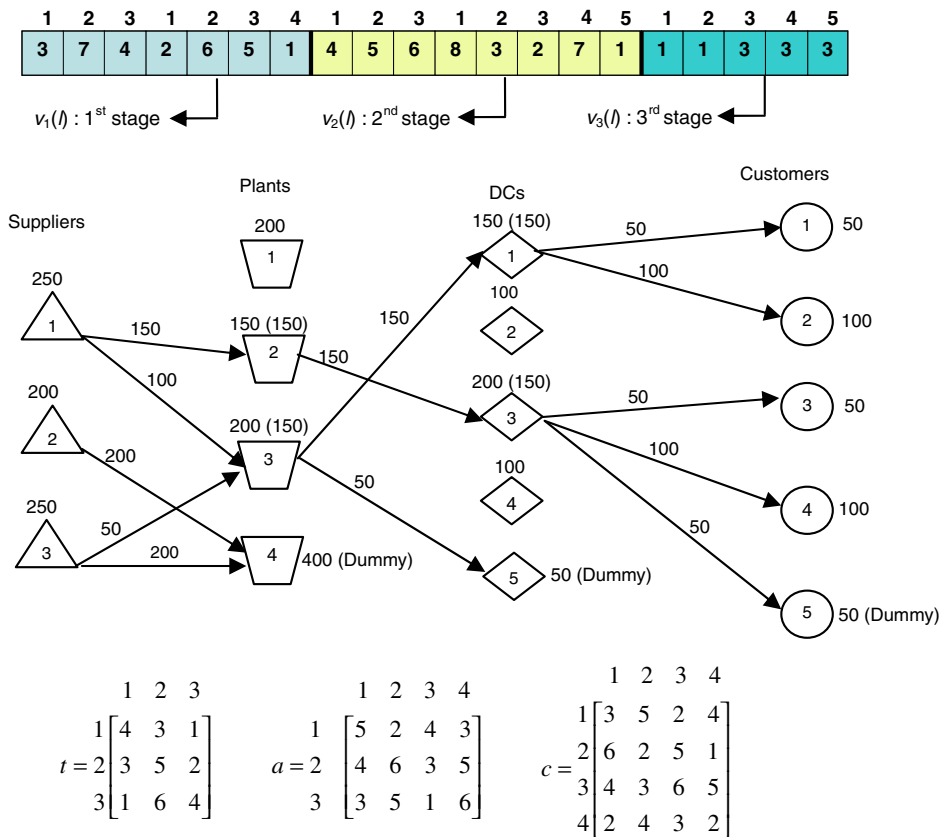 1 2 3 1 2 3 4 1 2 3 1 2 3 4 5 1 2 3 4 5
3 7 4 2 6 5 1 4 5 6 8 3 2 7 1 1 1 3 3 3
v1(l) : 1st stage v2(l) : 2nd stage v3(l) : 3rd stage
Suppliers
Plants
DCs
Customers
250
1
200
2
250
3
150
100
200
50
200
200
1
150 (150)
2
200 (150)
3
4
400 (Dummy)
150
150
50
150 (150)
1
100
2
200 (150)
3
100
4
5
50 (Dummy)
50
100
50
100
50
1 50
2 100
3 50
4 100
5 50 (Dummy)
1 2 3
1 4 3 1
t = 2 3 5 2
3 1 6 4
1 2 3 4
1 5 2 4 3
a = 2 4 6 3 5
3 3 5 1 6
1 2 3 4
1 3 5 2 4
2 6 2 5 1
c =
3 4 3 6 5
4 2 4 3 2